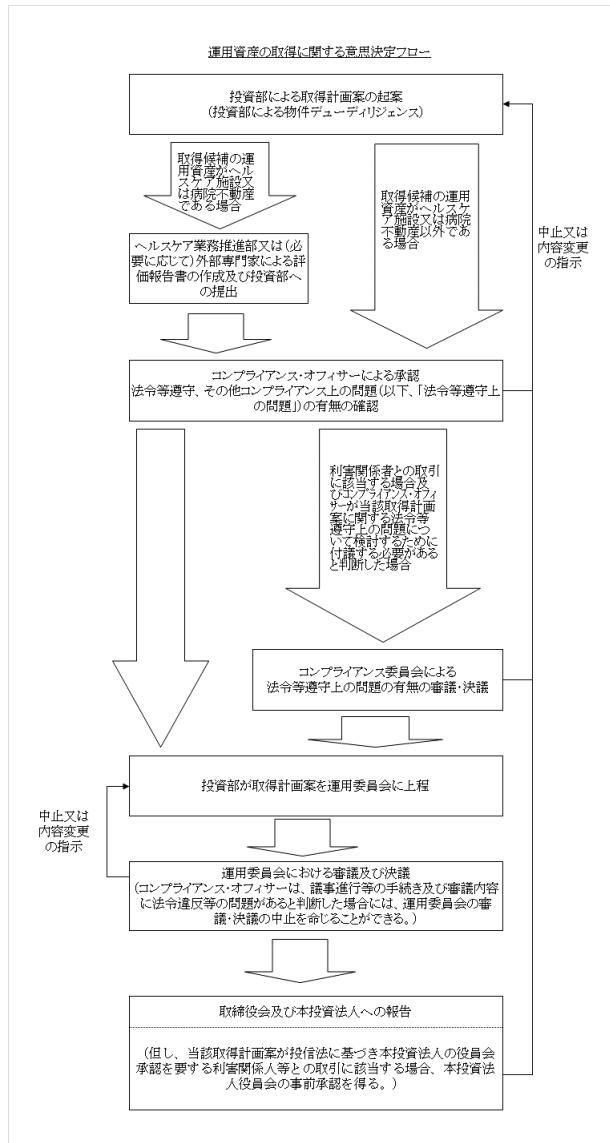 運用資産の取得に関する意思決定フロー
投資部による取得計画案の起案
(投資部による物件デューディリジェンス)
取得候補の運
用資産がヘル
スケア施設又
は病院不動産
である場合
取得候補の運用
資産がヘルスケ
ア施設又は病院
不動産以外であ
る場合
中止又は
内容変更
の指示
ヘルスケア業務推進部又は(必
要に応じて)外部専門家による評
価報告書の作成及び投資部へ
の提出
コンプライアンス・オフィサーによる承認
法令等遵守、その他コンプライアンス上の問題(以下、「法令等遵守上
の問題」)の有無の確認
利害関係者との取引
に該当する場合及
びコンプライアンス・オフィ
サーが当該取得計画
案に関する法令等
遵守上の問題につ
いて検討するために
付議する必要がある
と判断した場合
コンプライアンス委員会による
法令等遵守上の問題の有無の審議・決議
投資部が取得計画案を運用委員会に上程
中止又は
内容変更
の指示
運用委員会における審議及び決議
(コンプライアンス・オフィサーは、議事進行等の手続き及び審議内容
に法令違反等の問題があると判断した場合には、運用委員会の審
議・決議の中止を命じることができる。)
取締役会及び本投資法人への報告
(但し、当該取得計画案が投信法に基づき本投資法人の役員会
承認を要する利害関係人等との取引に該当する場合、本投資法
人役員会の事前承認を得る。)